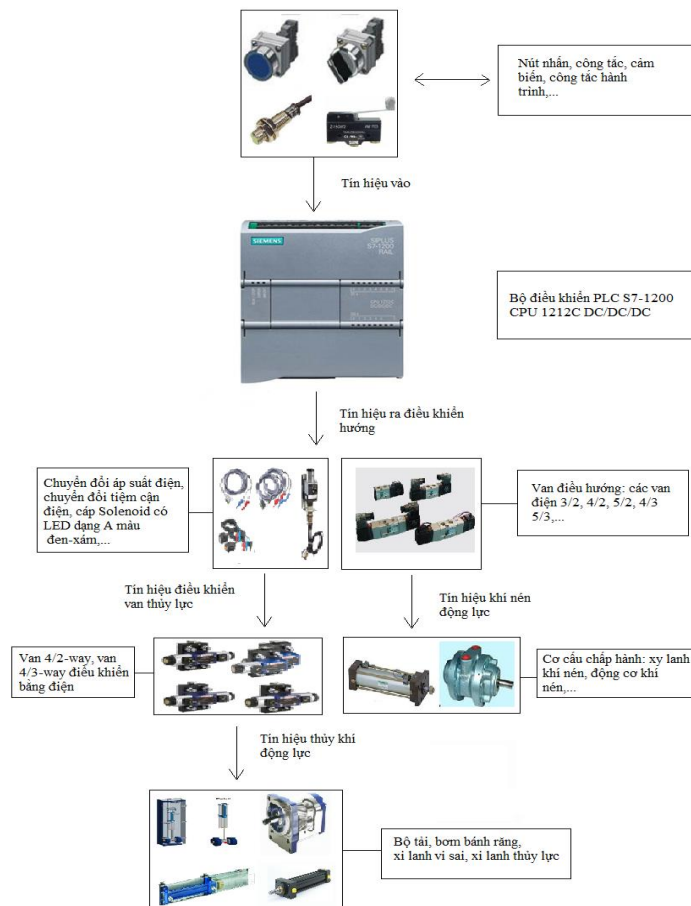 Nút nhấn, công tắc, cảm
biến, công tắc hành
trình,...
Tín hiệu vào
SIEMENS
SIPLUS
S7-1200
RAIL
Bộ điều khiển PLC S7-1200
CPU 1212C DC/DC/DC
Tín hiệu ra điều khiển
hướng
Chuyển đổi áp suất điện,
chuyển đổi tiệm cận
điện, cáp Solenoid có
LED dạng A màu
đen-xám,...
Van điều hướng: các van
điện 3/2, 4/2, 5/2, 4/3
5/3,...
Tín hiệu điều khiển
van thủy lực
Tín hiệu khí nén
động lực
Van 4/2-way, van
4/3-way điều khiển
bằng điện
Cơ cấu chấp hành: xy lanh
khí nén, động cơ khí
nén,...
Tín hiệu thủy khí
động lực
Bộ tải, bơm bánh răng,
xi lanh vi sai, xi lanh thủy lực